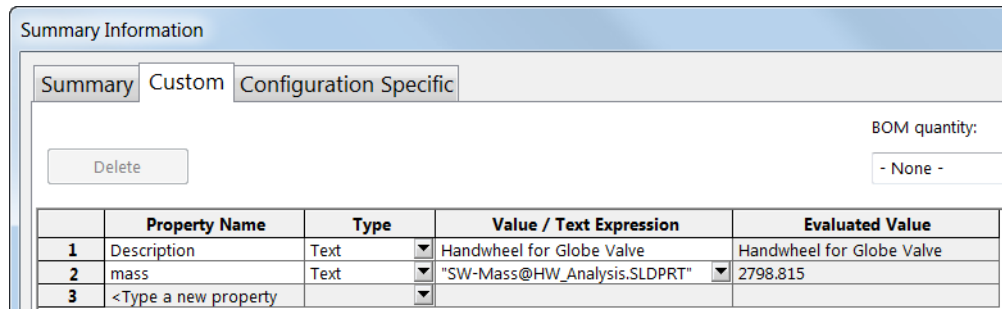 Summary Information
Summary Custom Configuration Specific
BOM quantity:
Delete
- None -
Property Name Type Value / Text Expression Evaluated Value
1 Description Text Handwheel for Globe Valve Handwheel for Globe Valve
2 mass Text "SW-Mass@HW_Analysis.SLDPRT" 2798.815
3 <Type a new property